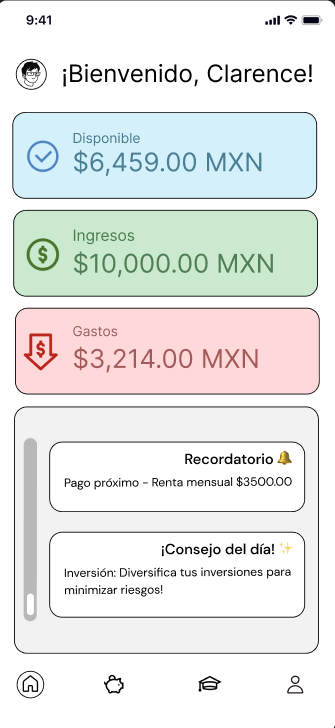 9:41
¡Bienvenido, Clarence!
Disponible
$6,459.00 MXN
Ingresos
$10,000.00 MXN
Gastos
$3,214.00 MXN
Recordatorio 🔔
Pago próximo - Renta mensual $3500.00
¡Consejo del día! ✨
Inversión: Diversifica tus inversiones para
minimizar riesgos!